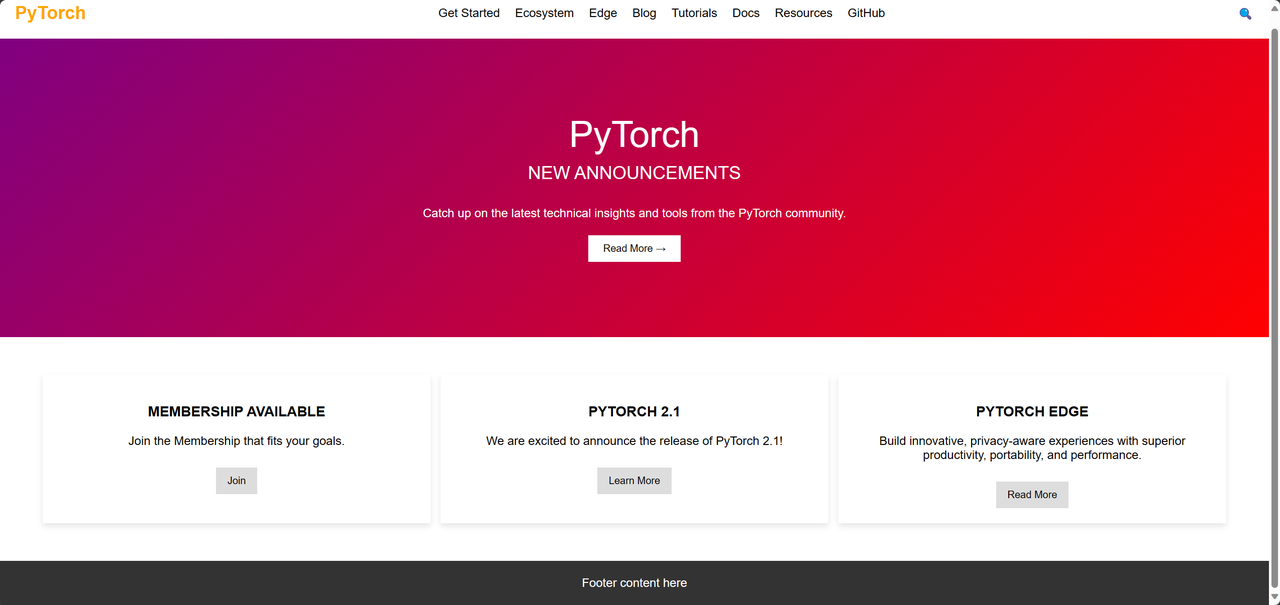 PyTorch
Get Started Ecosystem Edge Blog Tutorials Docs Resources GitHub
PyTorch
NEW ANNOUNCEMENTS
Catch up on the latest technical insights and tools from the PyTorch community.
Read More →
MEMBERSHIP AVAILABLE
Join the Membership that fits your goals.
Join
PYTORCH 2.1
We are excited to announce the release of PyTorch 2.1!
Learn More
PYTORCH EDGE
Build innovative, privacy-aware experiences with superior
productivity, portability, and performance.
Read More
Footer content here